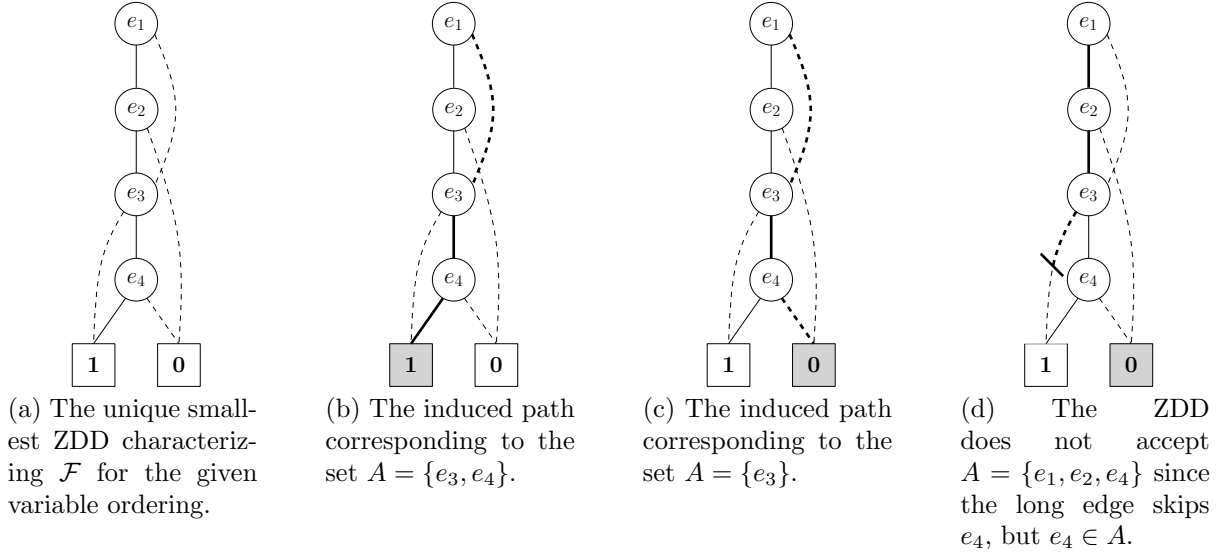 e₁ e₁ e₁ e₁
e₂ e₂ e₂ e₂
e₃ e₃ e₃ e₃
e₄ e₄ e₄ e₄
1 0 1 0 1 0 1 0
(a) The unique small-
est ZDD characteriz-
ing ℱ for the given
variable ordering.
(b) The induced path
corresponding to the
set A = {e₃, e₄}.
(c) The induced path
corresponding to the
set A = {e₃}.
(d) The ZDD
does not accept
A = {e₁, e₂, e₄} since
the long edge skips
e₄, but e₄ ∈ A.